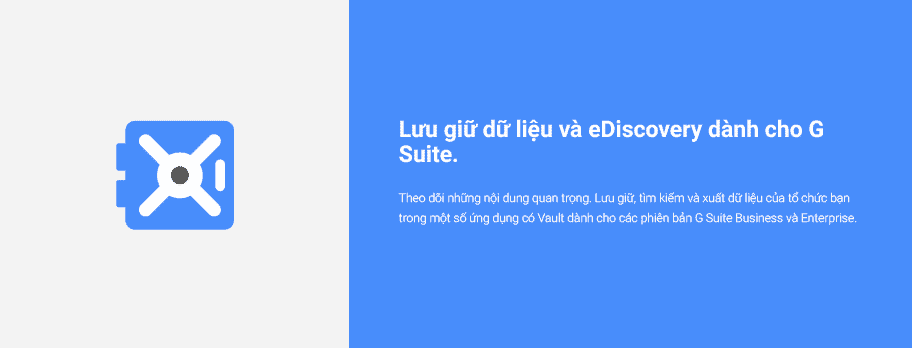 Lưu giữ dữ liệu và eDiscovery dành cho G
Suite.
Theo dõi những nội dung quan trọng. Lưu giữ, tìm kiếm và xuất dữ liệu của tổ chức bạn
trong một số ứng dụng có Vault dành cho các phiên bản G Suite Business và Enterprise.